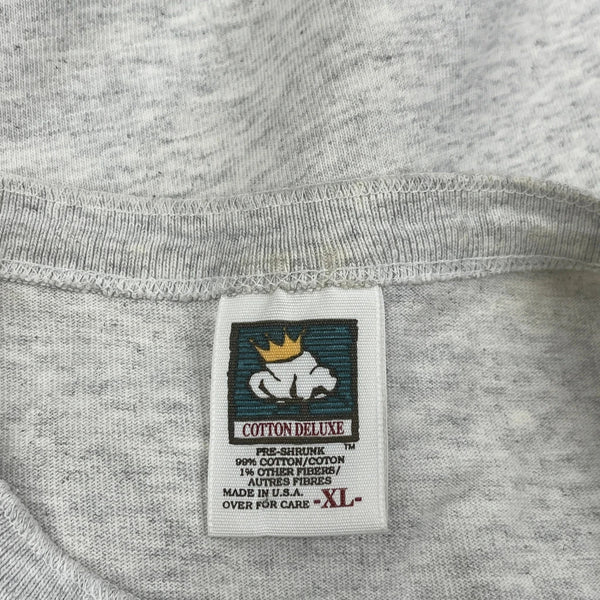 COTTON DELUXE
™
PRE-SHRUNK
99% COTTON/COTON
1% OTHER FIBERS/
AUTRES FIBRES
MADE IN U.S.A.
OVER FOR CARE -XL-